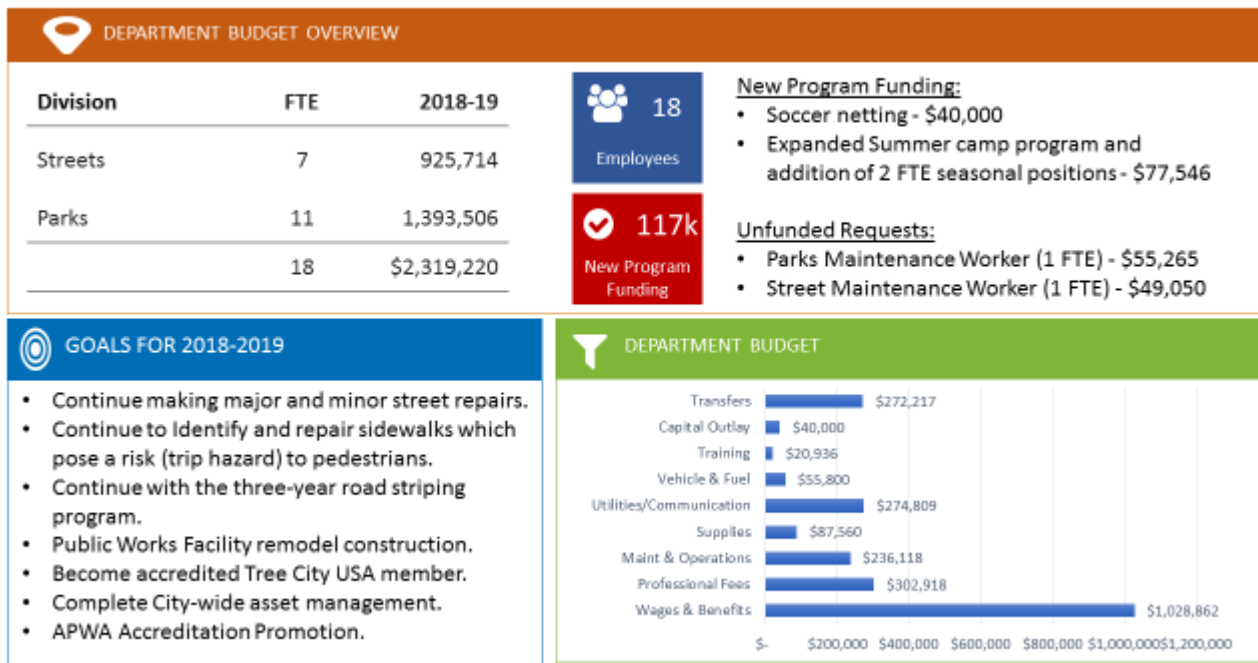 DEPARTMENT BUDGET OVERVIEW
Division FTE 2018-19
Streets 7 925,714
Parks 11 1,393,506
18 $2,319,220
18
Employees
117k
New Program
Funding
New Program Funding:
• Soccer netting - $40,000
• Expanded Summer camp program and
addition of 2 FTE seasonal positions - $77,546
Unfunded Requests:
• Parks Maintenance Worker (1 FTE) - $55,265
• Street Maintenance Worker (1 FTE) - $49,050
GOALS FOR 2018-2019
• Continue making major and minor street repairs.
• Continue to Identify and repair sidewalks which
pose a risk (trip hazard) to pedestrians.
• Continue with the three-year road striping
program.
• Public Works Facility remodel construction.
• Become accredited Tree City USA member.
• Complete City-wide asset management.
• APWA Accreditation Promotion.
DEPARTMENT BUDGET
Transfers $272,217
Capital Outlay $40,000
Training $20,936
Vehicle & Fuel $55,800
Utilities/Communication $274,809
Supplies $87,560
Maint & Operations $236,118
Professional Fees $302,918
Wages & Benefits $1,028,862
$- $200,000 $400,000 $600,000 $800,000 $1,000,000 $1,200,000